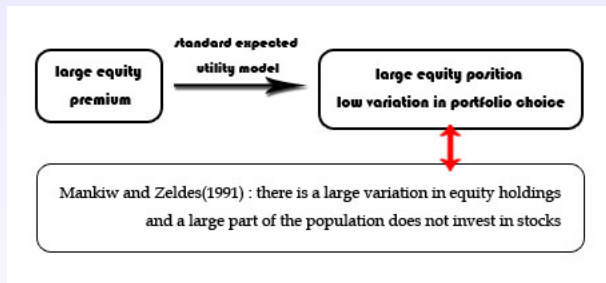 standard expected
utility model
large equity
premium
large equity position
low variation in portfolio choice
Mankiw and Zeldes(1991) : there is a large variation in equity holdings
and a large part of the population does not invest in stocks